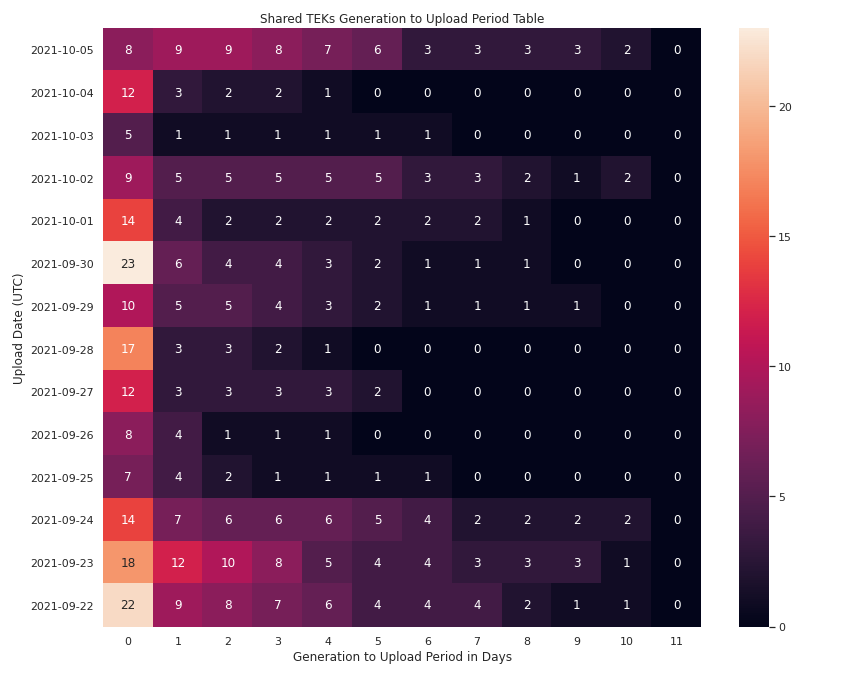 Shared TEKs Generation to Upload Period Table
Upload Date (UTC)
2021-10-05 8 9 9 8 7 6 3 3 3 3 2 0
2021-10-04 12 3 2 2 1 0 0 0 0 0 0 0
2021-10-03 5 1 1 1 1 1 1 0 0 0 0 0
2021-10-02 9 5 5 5 5 5 3 3 2 1 2 0
2021-10-01 14 4 2 2 2 2 2 2 1 0 0 0
2021-09-30 23 6 4 4 3 2 1 1 1 0 0 0
2021-09-29 10 5 5 4 3 2 1 1 1 1 0 0
2021-09-28 17 3 3 2 1 0 0 0 0 0 0 0
2021-09-27 12 3 3 3 3 2 0 0 0 0 0 0
2021-09-26 8 4 1 1 1 0 0 0 0 0 0 0
2021-09-25 7 4 2 1 1 1 1 0 0 0 0 0
2021-09-24 14 7 6 6 6 5 4 2 2 2 2 0
2021-09-23 18 12 10 8 5 4 4 3 3 3 1 0
2021-09-22 22 9 8 7 6 4 4 4 2 1 1 0
0 1 2 3 4 5 6 7 8 9 10 11
Generation to Upload Period in Days
20
15
10
5
0